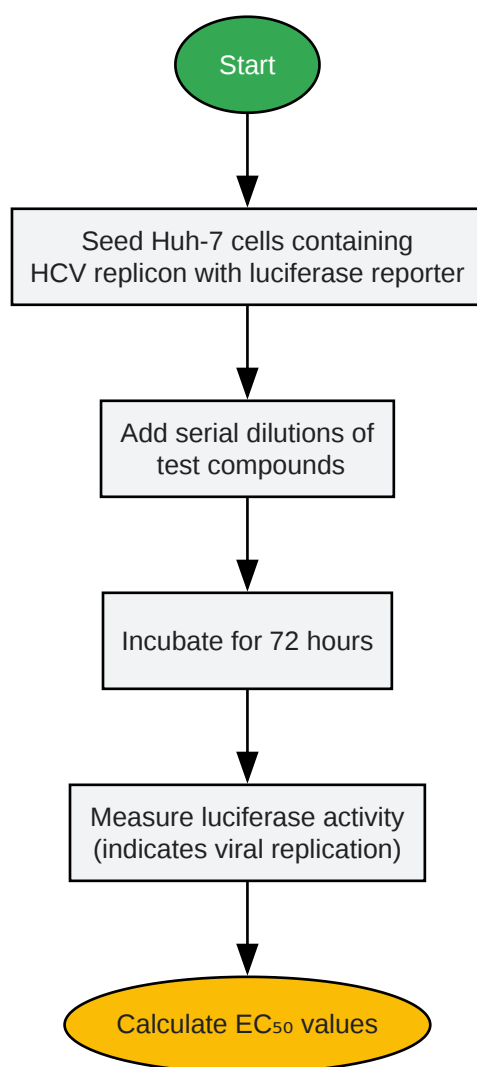 Start
Seed Huh-7 cells containing
HCV replicon with luciferase reporter
Add serial dilutions of
test compounds
Incubate for 72 hours
Measure luciferase activity
(indicates viral replication)
Calculate EC₅₀ values